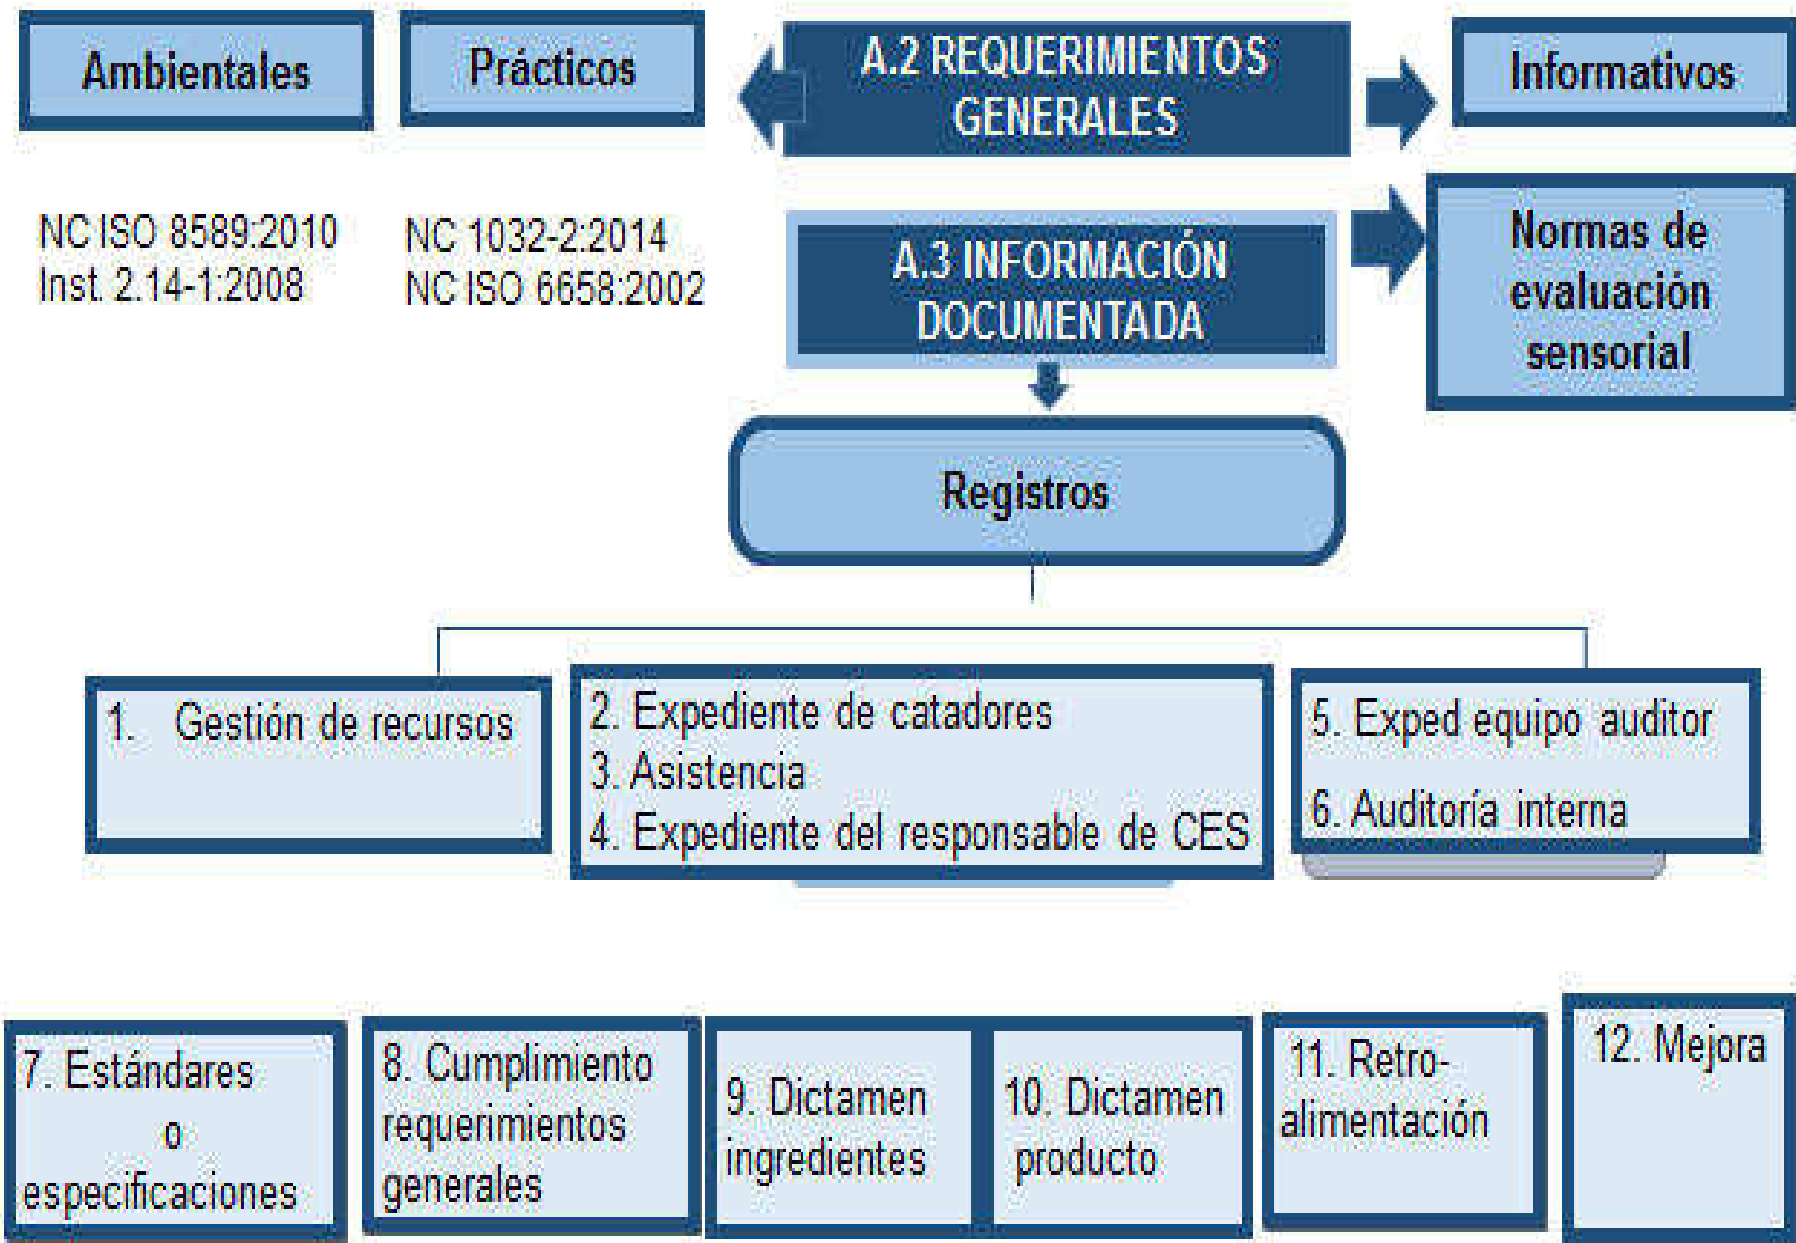 Ambientales
Prácticos
A.2 REQUERIMIENTOS
GENERALES
Informativos
NC ISO 8589:2010
Inst. 2.14-1:2008
NC 1032-2:2014
NC ISO 6658:2002
A.3 INFORMACIÓN
DOCUMENTADA
Normas de
evaluación
sensorial
Registros
1. Gestión de recursos
2. Expediente de catadores
3. Asistencia
4. Expediente del responsable de CES
5. Exped equipo auditor
6. Auditoría interna
7. Estándares
o
especificaciones
8. Cumplimiento
requerimientos
generales
9. Dictamen
ingredientes
10. Dictamen
producto
11. Retro-
alimentación
12. Mejora